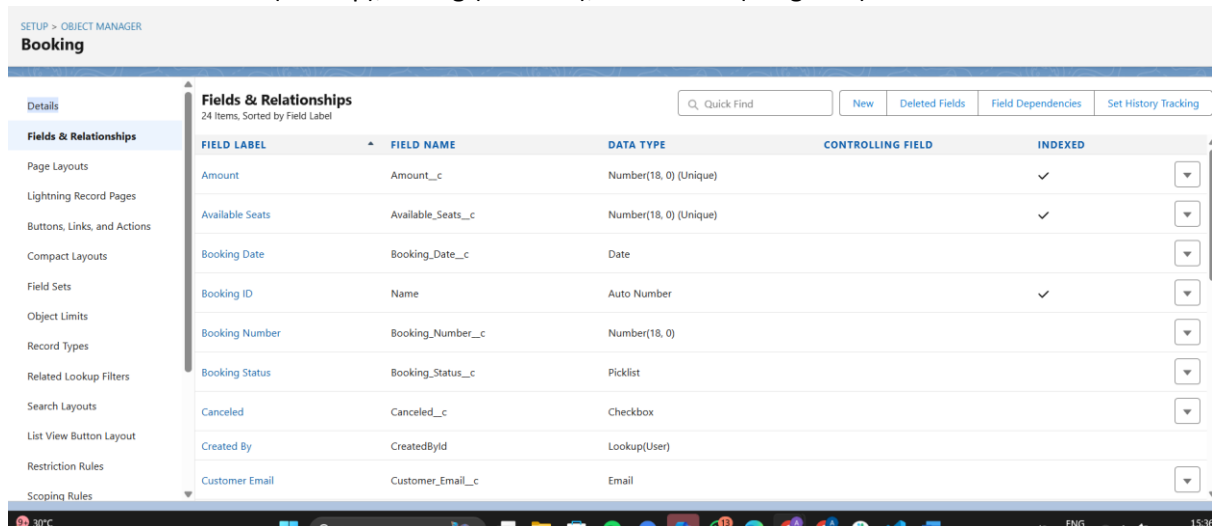 SETUP > OBJECT MANAGER
Booking
Details
Fields & Relationships
Page Layouts
Lightning Record Pages
Buttons, Links, and Actions
Compact Layouts
Field Sets
Object Limits
Record Types
Related Lookup Filters
Search Layouts
List View Button Layout
Restriction Rules
Scoping Rules
Fields & Relationships
24 Items, Sorted by Field Label
Quick Find
New Deleted Fields Field Dependencies Set History Tracking
FIELD LABEL FIELD NAME DATA TYPE CONTROLLING FIELD INDEXED
Amount Amount__c Number(18, 0) (Unique)
Available Seats Available_Seats__c Number(18, 0) (Unique)
Booking Date Booking_Date__c Date
Booking ID Name Auto Number
Booking Number Booking_Number__c Number(18, 0)
Booking Status Booking_Status__c Picklist
Canceled Canceled__c Checkbox
Created By CreatedById Lookup(User)
Customer Email Customer_Email__c Email
9+ 30°C 13 ENG 15:36